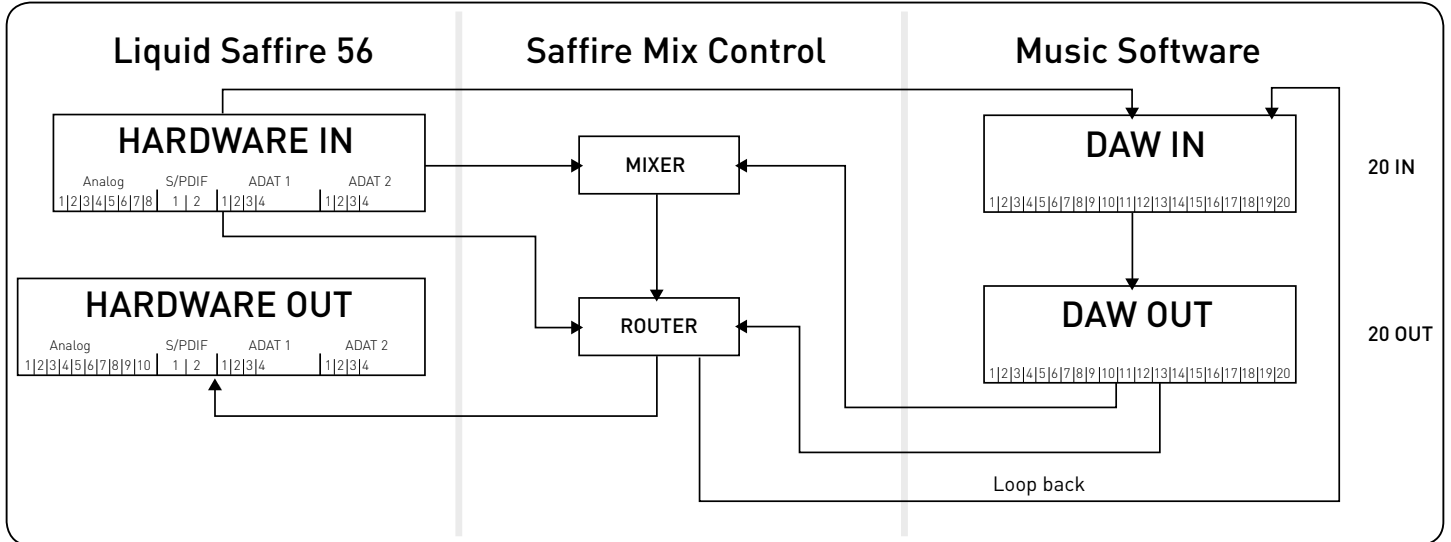 Liquid Saffire 56
Saffire Mix Control
Music Software
HARDWARE IN
Analog S/PDIF ADAT 1 ADAT 2
1|2|3|4|5|6|7|8 1 | 2 1|2|3|4 1|2|3|4
MIXER
DAW IN
1|2|3|4|5|6|7|8|9|10|11|12|13|14|15|16|17|18|19|20
20 IN
HARDWARE OUT
Analog S/PDIF ADAT 1 ADAT 2
1|2|3|4|5|6|7|8|9|10 1 | 2 1|2|3|4 1|2|3|4
ROUTER
DAW OUT
1|2|3|4|5|6|7|8|9|10|11|12|13|14|15|16|17|18|19|20
20 OUT
Loop back